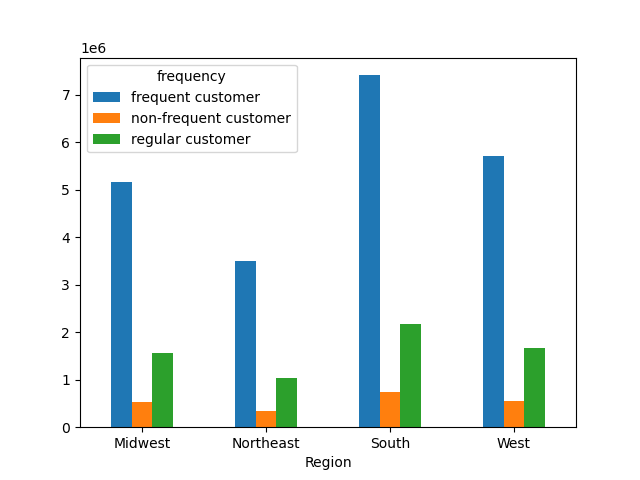 1e6
frequency
frequent customer
non-frequent customer
regular customer
7
6
5
4
3
2
1
0
Midwest Northeast South West
Region